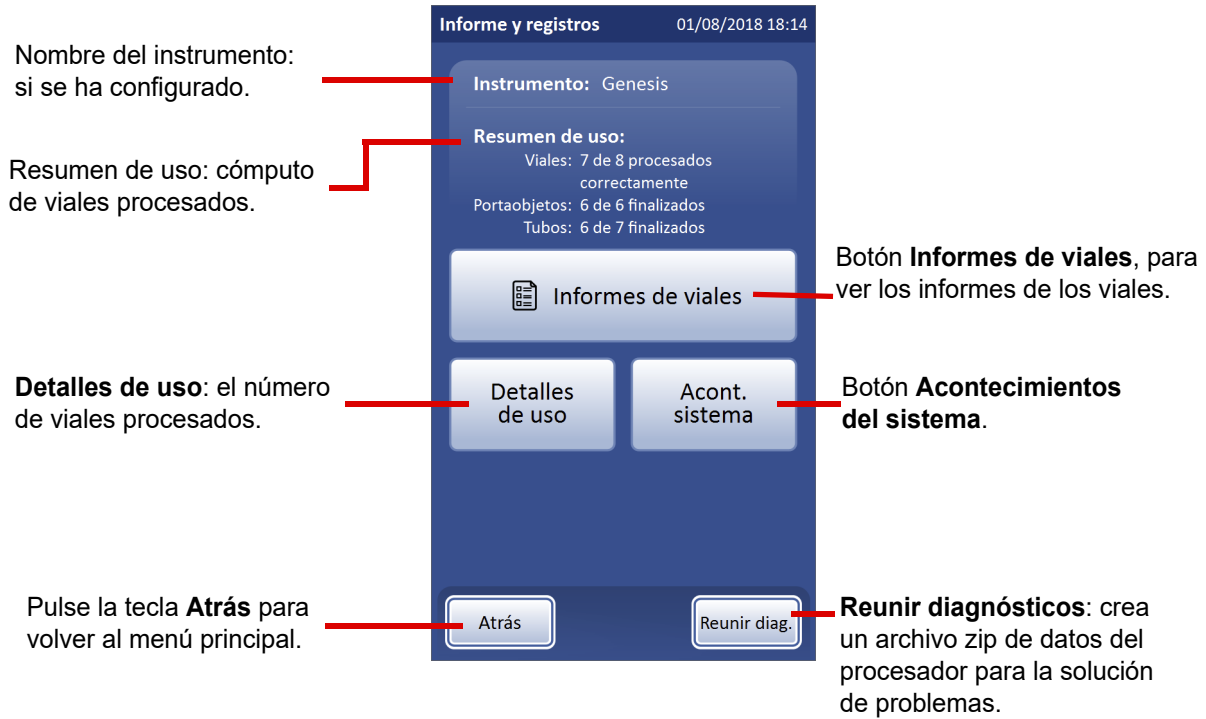 Informe y registros 01/08/2018 18:14
Nombre del instrumento:
si se ha configurado.
Instrumento: Genesis
Resumen de uso: cómputo
de viales procesados.
Resumen de uso:
Viales: 7 de 8 procesados
correctamente
Portaobjetos: 6 de 6 finalizados
Tubos: 6 de 7 finalizados
Informes de viales
Botón Informes de viales, para
ver los informes de los viales.
Detalles de uso: el número
de viales procesados.
Detalles
de uso
Acont.
sistema
Botón Acontecimientos
del sistema.
Pulse la tecla Atrás para
volver al menú principal.
Atrás
Reunir diag.
Reunir diagnósticos: crea
un archivo zip de datos del
procesador para la solución
de problemas.